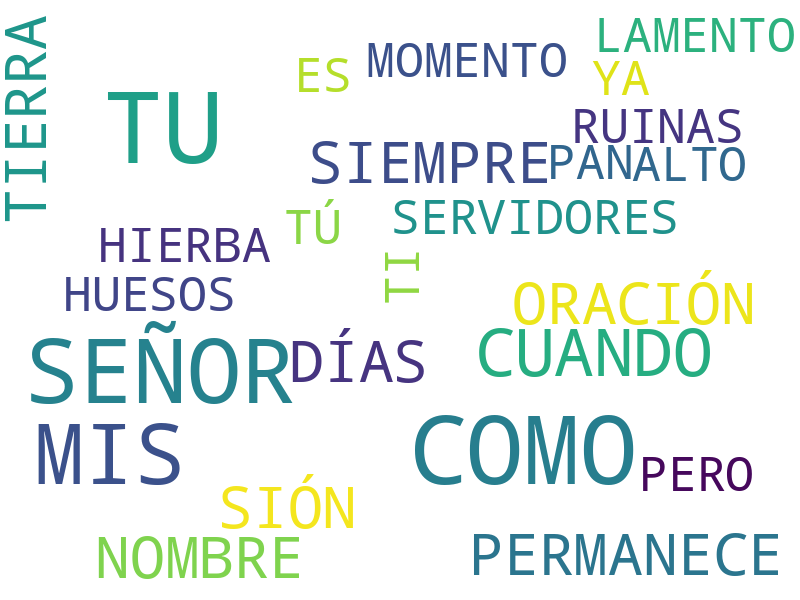 TIERRA
LAMENTO
MOMENTO
ES
YA
TU
RUINAS
SIEMPRE
PAN
ALTO
SERVIDORES
TÚ
HIERBA
TI
HUESOS
ORACIÓN
CUANDO
SEÑOR
DÍAS
COMO
MIS
PERO
SIÓN
NOMBRE
PERMANECE